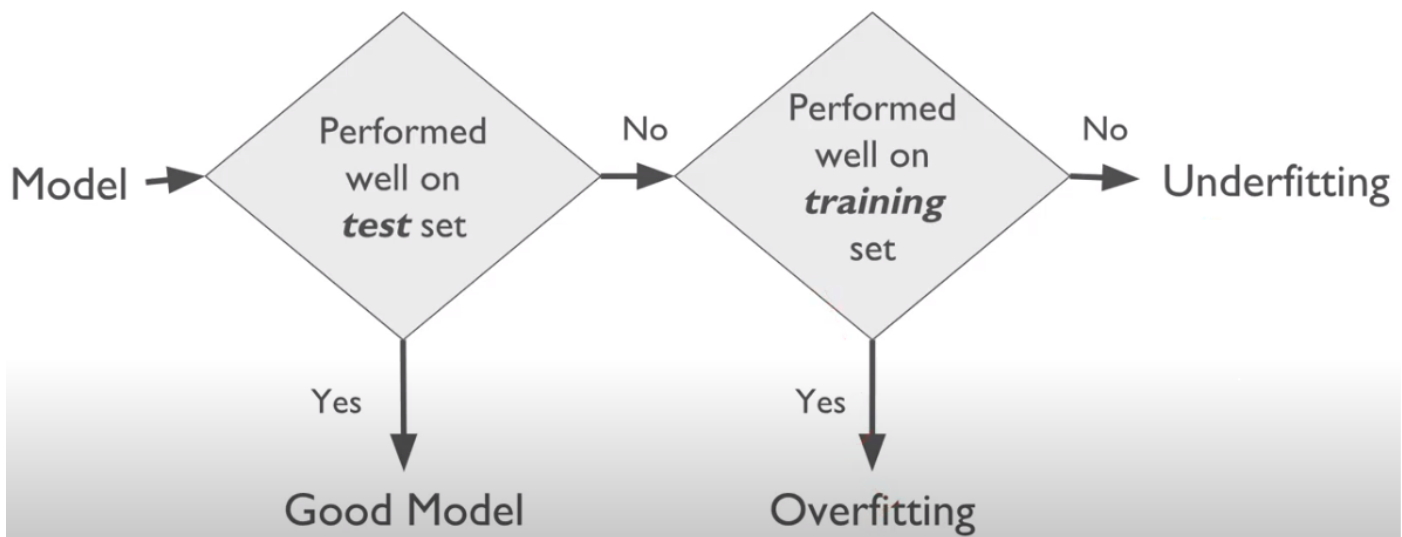 Model
Performed
well on
test set
No
Performed
well on
training
set
No
Underfitting
Yes
Good Model
Yes
Overfitting